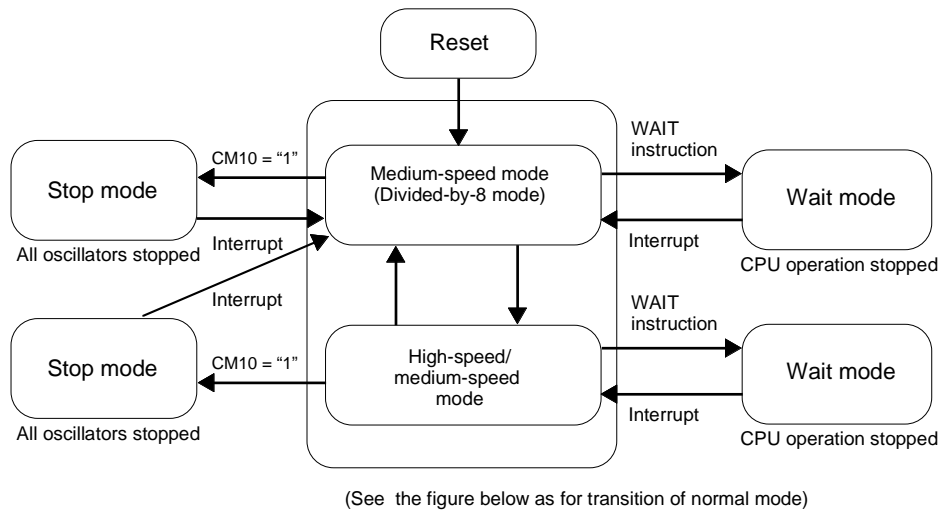 Reset
CM10 = “1”
Stop mode
All oscillators stopped
Interrupt
Medium-speed mode
(Divided-by-8 mode)
WAIT
instruction
Wait mode
Interrupt
CPU operation stopped
Interrupt
Stop mode
All oscillators stopped
CM10 = “1”
High-speed/
medium-speed
mode
WAIT
instruction
Wait mode
Interrupt
CPU operation stopped
(See the figure below as for transition of normal mode)